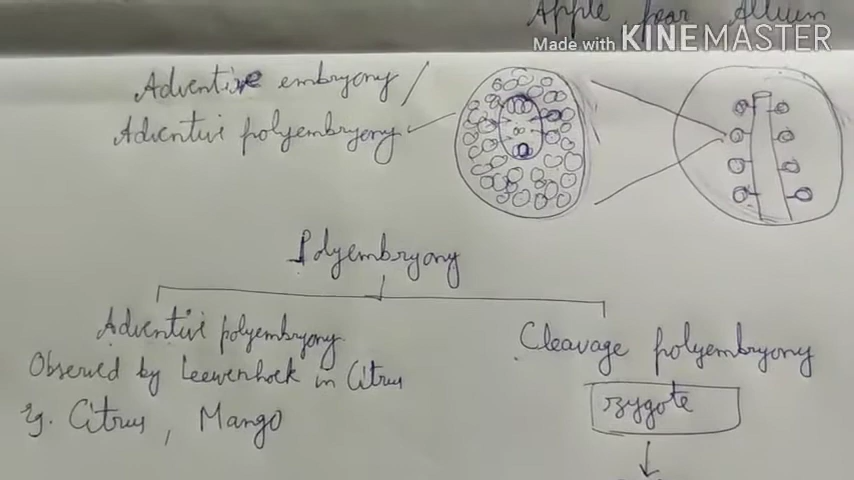 Apple pear Allium
Made with KINEMASTER
Adventive embryony /
Adventive polyembryony
Polyembryony
Adventive polyembryony
Observed by Leewenhock in Citrus
eg. Citrus, Mango
Cleavage polyembryony
zygote